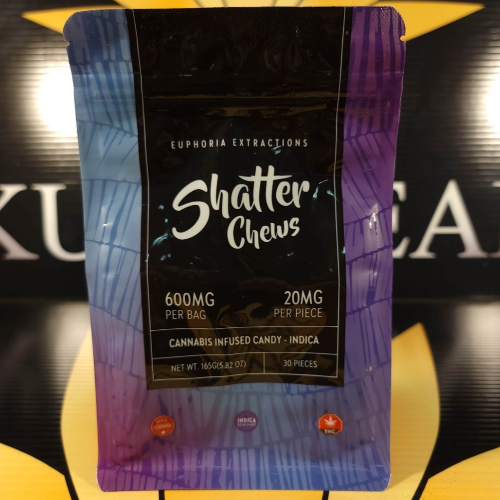 EUPHORIA EXTRACTIONS
Shatter
Chews
600MG
PER BAG
20MG
PER PIECE
CANNABIS INFUSED CANDY - INDICA
NET WT. 165G(5.82 OZ)
30 PIECES
INDICA
THC